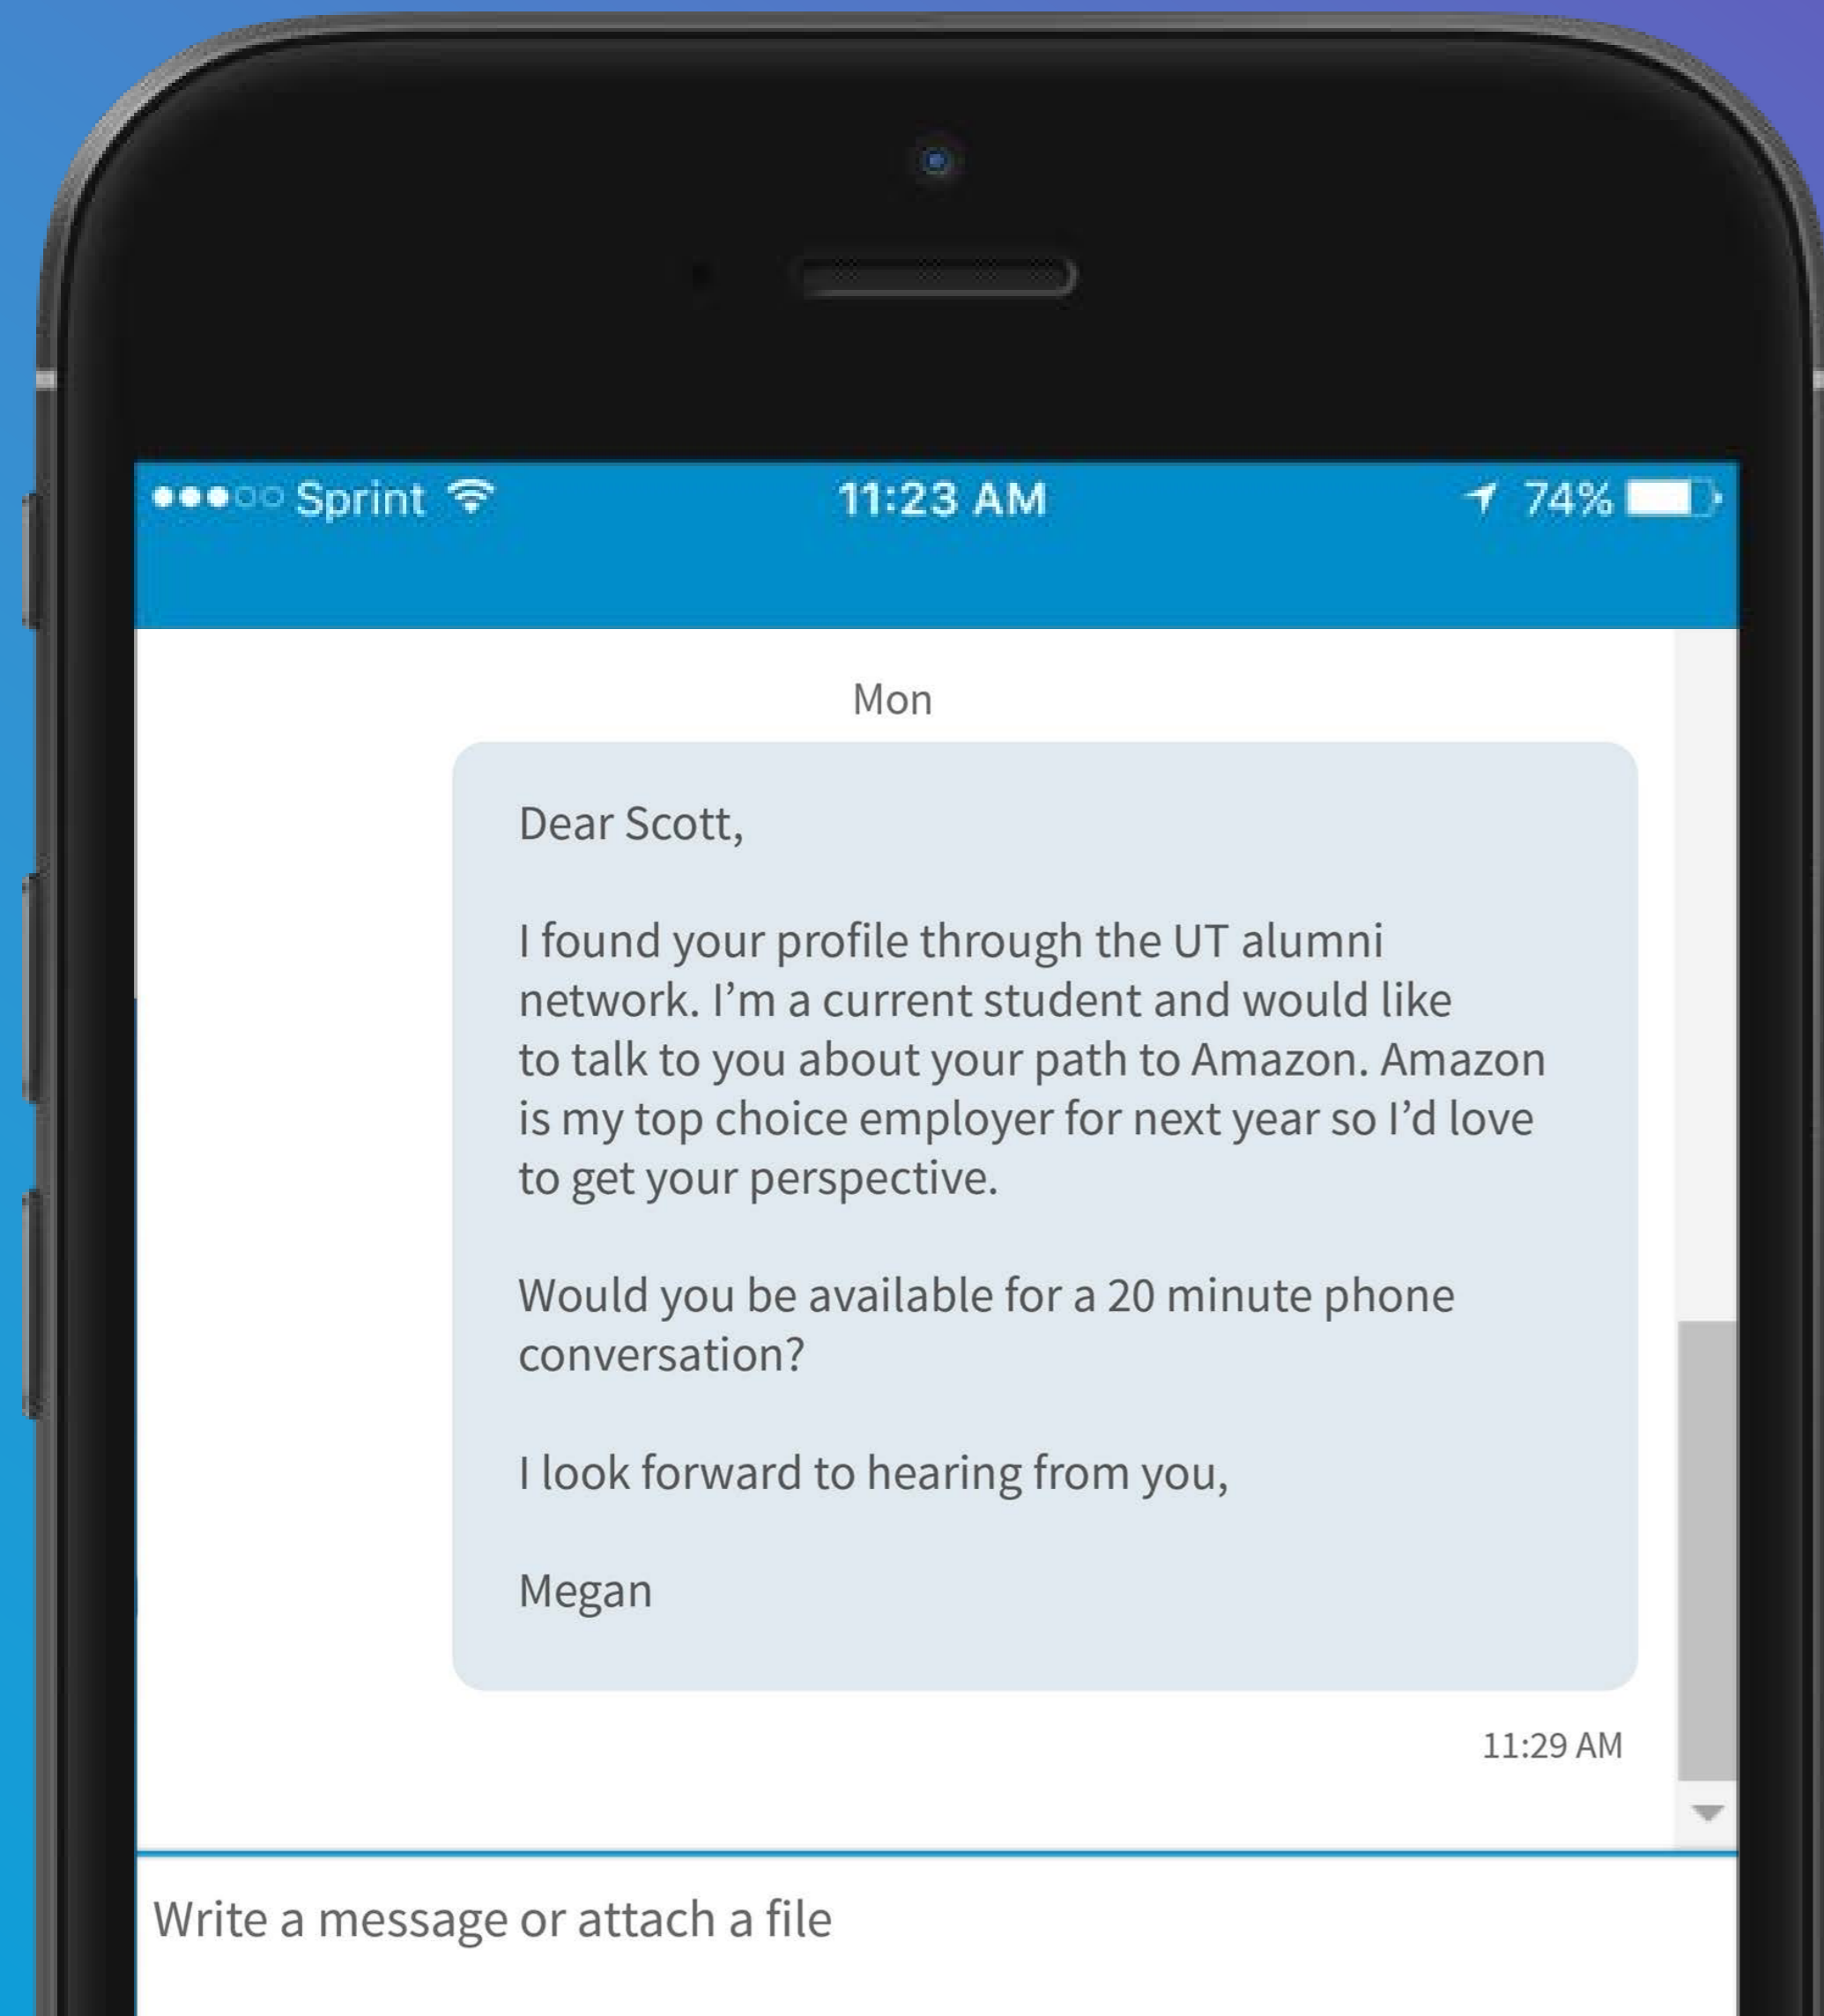 Sprint 11:23 AM 74%
Mon
Dear Scott,
I found your profile through the UT alumni
network. I’m a current student and would like
to talk to you about your path to Amazon. Amazon
is my top choice employer for next year so I’d love
to get your perspective.
Would you be available for a 20 minute phone
conversation?
I look forward to hearing from you,
Megan
11:29 AM
Write a message or attach a file